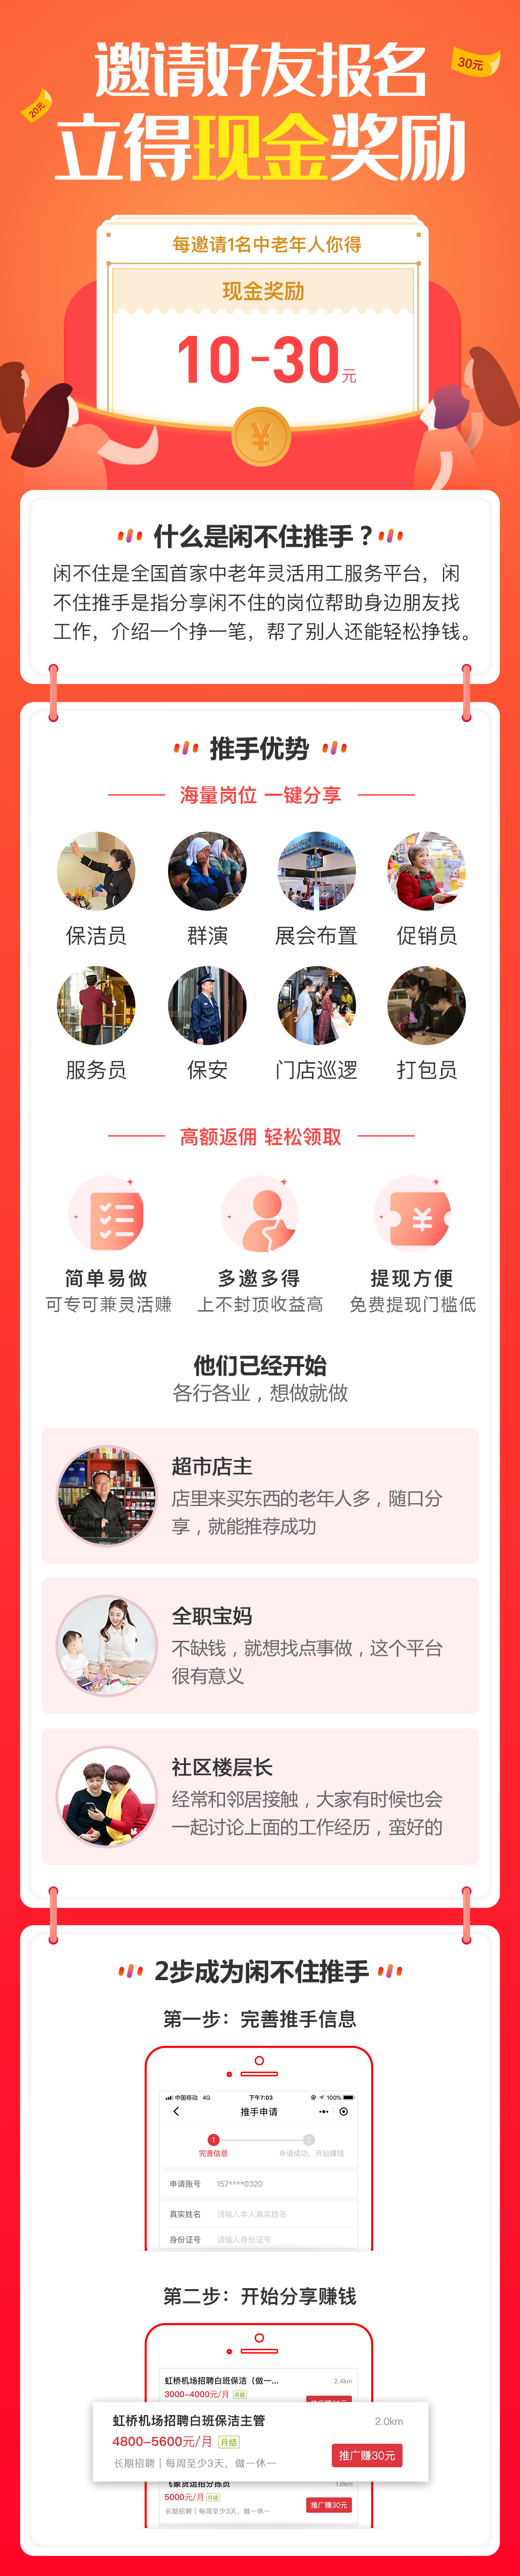 邀请好友报名
30元
20元
立得现金奖励
每邀请1名中老年人你得
现金奖励
10-30元
¥
什么是闲不住推手？
闲不住是全国首家中老年灵活用工服务平台，闲
不住推手是指分享闲不住的岗位帮助身边朋友找
工作，介绍一个挣一笔，帮了别人还能轻松挣钱。
推手优势
海量岗位 一键分享
保洁员 群演 展会布置 促销员
服务员 保安 门店巡逻 打包员
高额返佣 轻松领取
¥
简单易做 多邀多得 提现方便
可专可兼灵活赚 上不封顶收益高 免费提现门槛低
他们已经开始
各行各业，想做就做
超市店主
店里来买东西的老年人多，随口分
享，就能推荐成功
全职宝妈
不缺钱，就想找点事做，这个平台
很有意义
社区楼层长
经常和邻居接触，大家有时候也会
一起讨论上面的工作经历，蛮好的
2步成为闲不住推手
第一步：完善推手信息
中国移动 4G 下午7:03 100%
推手申请
1 2
完善信息 申请成功，开始赚钱
申请账号 157****0320
真实姓名 请输入本人真实姓名
身份证号 请输入身份证号
第二步：开始分享赚钱
虹桥机场招聘白班保洁（做一... 2.4km
3000-4000元/月 月结
虹桥机场招聘白班保洁主管 2.0km
4800-5600元/月 月结
长期招聘 | 每周至少3天，做一休一 推广赚30元
1.8km
5000元/月 月结
长期招聘 | 每周至少3天，做一休一 推广赚30元